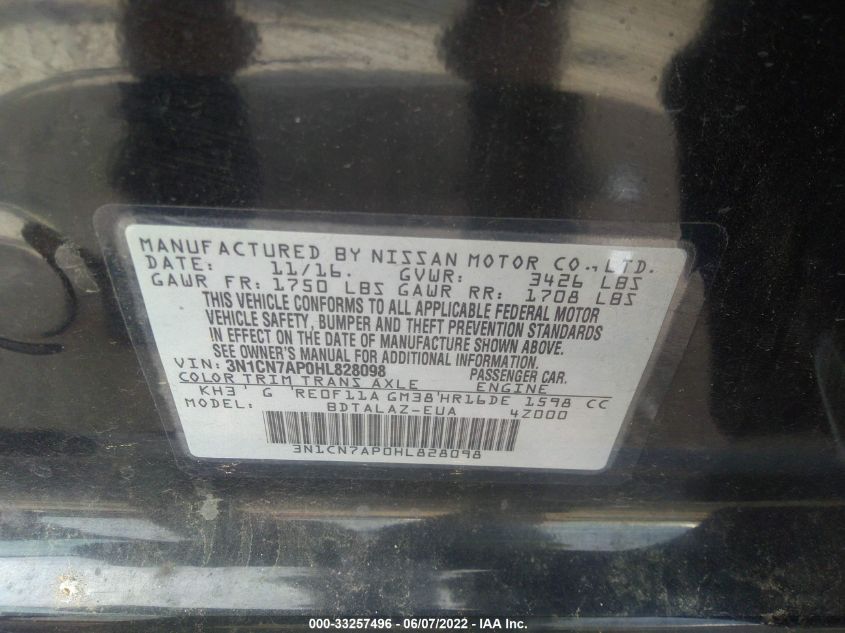 MANUFACTURED BY NISSAN MOTOR CO., LTD.
DATE: 11/16. GVWR: 3426 LBS
GAWR FR: 1750 LBS GAWR RR: 1708 LBS
THIS VEHICLE CONFORMS TO ALL APPLICABLE FEDERAL MOTOR
VEHICLE SAFETY, BUMPER AND THEFT PREVENTION STANDARDS
IN EFFECT ON THE DATE OF MANUFACTURE SHOWN ABOVE.
SEE OWNER'S MANUAL FOR ADDITIONAL INFORMATION.
VIN: 3N1CN7AP0HL828098 PASSENGER CAR.
COLOR TRIM TRANS AXLE ENGINE
KH3 G RE0F11A GM38 HR16DE 1598 CC
MODEL: BDTALAZ-EUA 4Z000
3N1CN7AP0HL828098
000-33257496 - 06/07/2022 - IAA Inc.